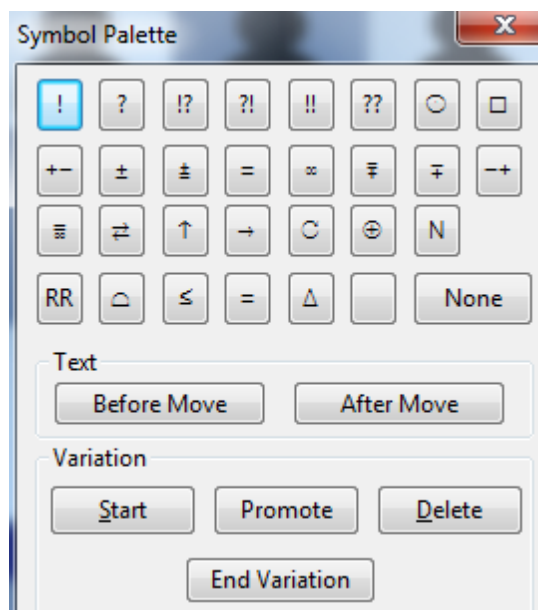 Symbol Palette x
! ? !? ?! !! ?? ○ □
+− ± ⩲ = ∞ ⩱ ∓ −+
⇄ ↑ → C ⊕ N
RR ⌓ ≤ = Δ None
Text
Before Move After Move
Variation
Start Promote Delete
End Variation